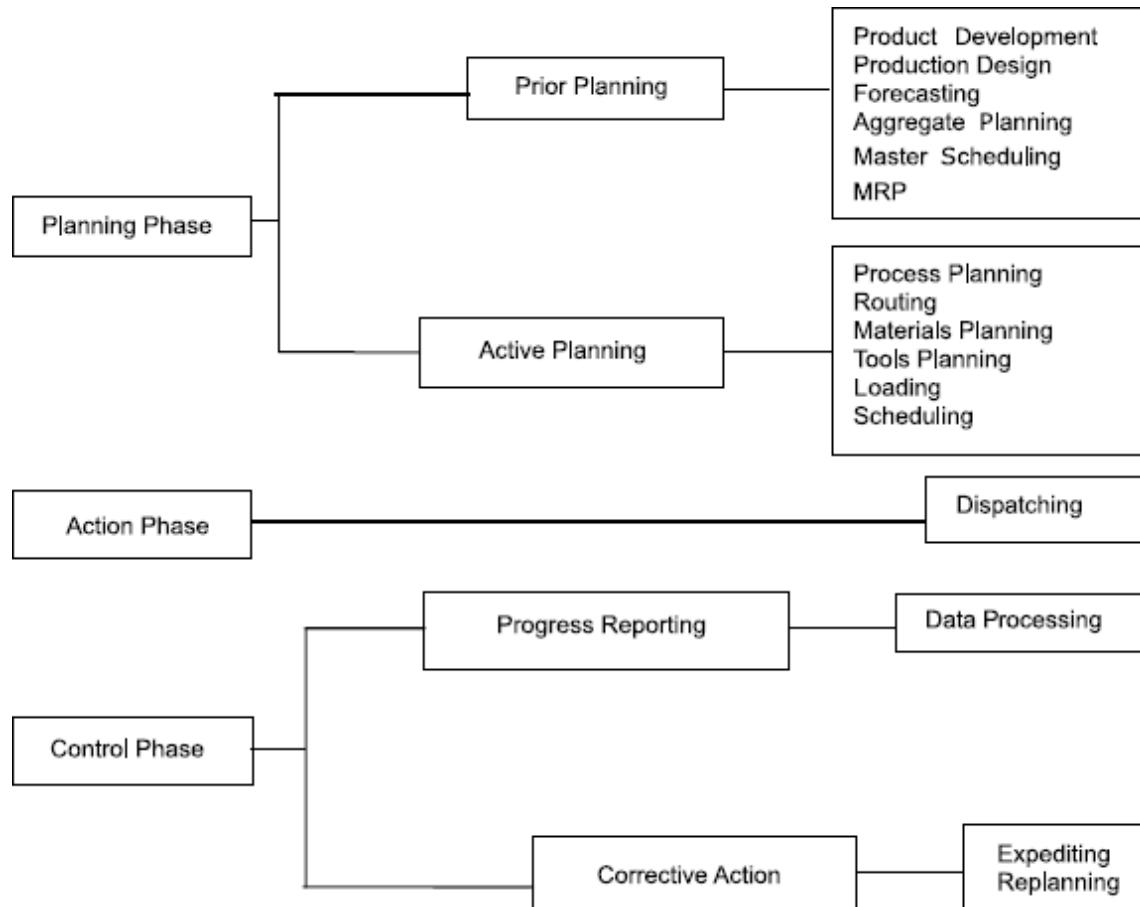 Prior Planning
Product Development
Production Design
Forecasting
Aggregate Planning
Master Scheduling
MRP
Planning Phase
Active Planning
Process Planning
Routing
Materials Planning
Tools Planning
Loading
Scheduling
Action Phase
Dispatching
Progress Reporting
Data Processing
Control Phase
Corrective Action
Expediting
Replanning